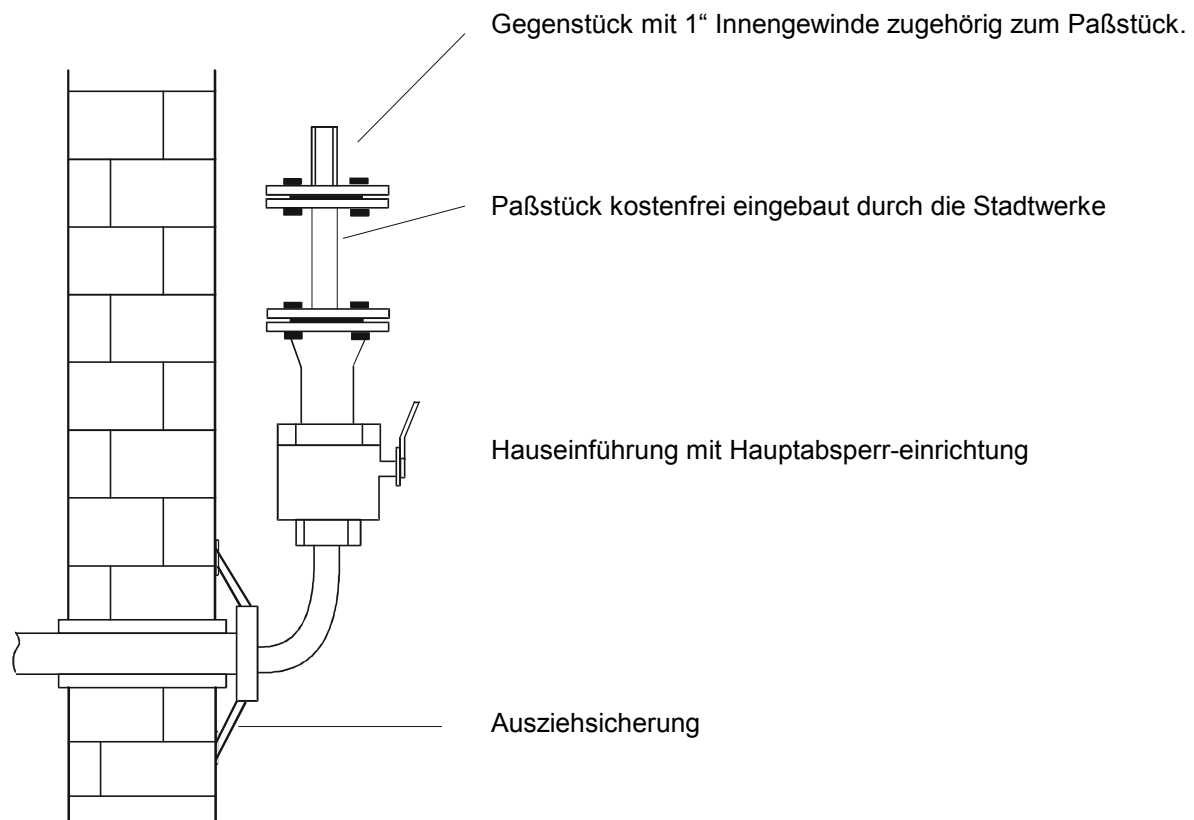 Gegenstück mit 1“ Innengewinde zugehörig zum Paßstück.
Paßstück kostenfrei eingebaut durch die Stadtwerke
Hauseinführung mit Hauptabsperr-einrichtung
Ausziehsicherung